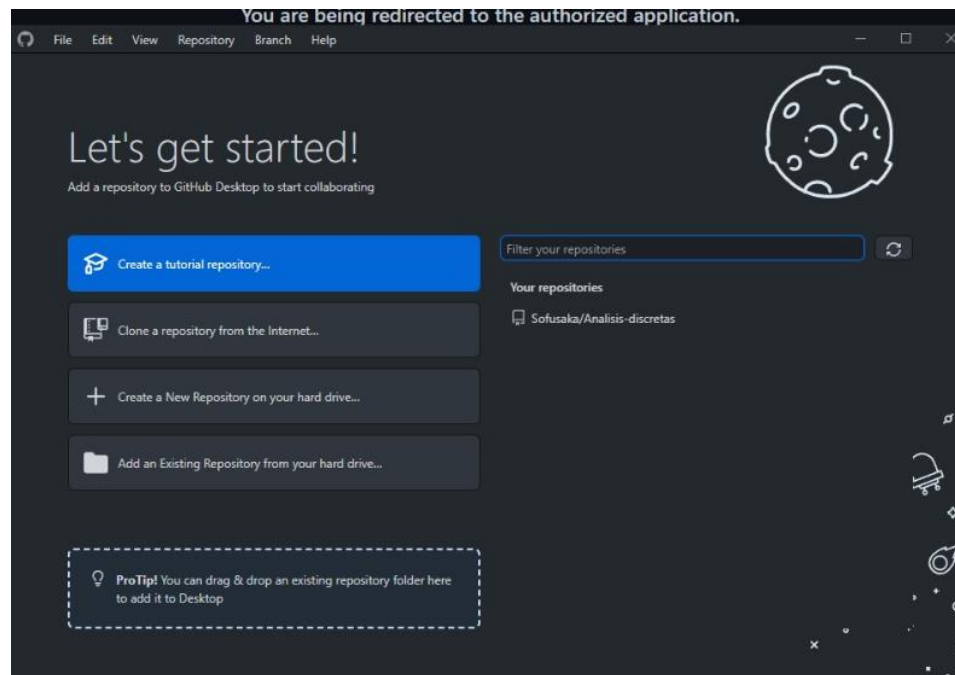 You are being redirected to the authorized application.
File Edit View Repository Branch Help
Let's get started!
Add a repository to GitHub Desktop to start collaborating
Create a tutorial repository...
Clone a repository from the Internet...
Create a New Repository on your hard drive...
Add an Existing Repository from your hard drive...
ProTip! You can drag & drop an existing repository folder here
to add it to Desktop
Filter your repositories
Your repositories
Sofusaka/Analisis-discretas